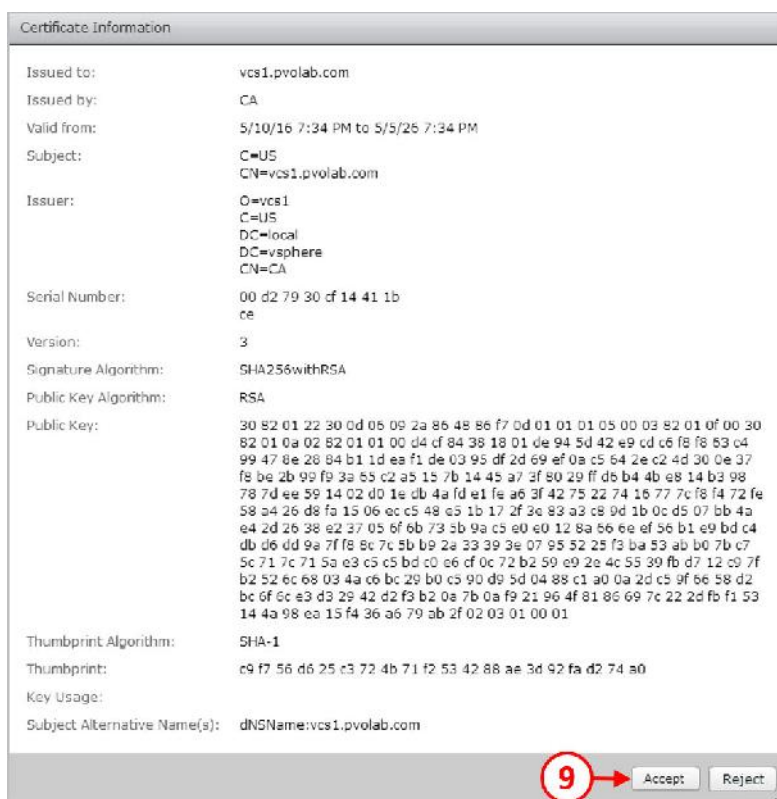 Certificate Information
Issued to: vcs1.pvolab.com
Issued by: CA
Valid from: 5/10/16 7:34 PM to 5/5/26 7:34 PM
Subject: C=US
CN=vcs1.pvolab.com
Issuer: O=vcs1
C=US
DC=local
DC=vsphere
CN=CA
Serial Number: 00 d2 79 30 cf 14 41 1b
ce
Version: 3
Signature Algorithm: SHA256withRSA
Public Key Algorithm: RSA
Public Key: 30 82 01 22 30 0d 06 09 2a 86 48 86 f7 0d 01 01 01 05 00 03 82 01 0f 00 30
82 01 0a 02 82 01 01 00 d4 cf 84 38 18 01 de 94 5d 42 e9 cd c6 f8 f8 63 c4
99 47 8e 28 84 b1 1d ea f1 de 03 95 df 2d 69 ef 0a c5 64 2e c2 4d 30 0e 37
f8 be 2b 99 f9 3a 65 c2 a5 15 7b 14 45 a7 3f 80 29 ff d6 b4 4b e8 14 b3 98
78 7d ee 59 14 02 d0 1e db 4a fd e1 fe a6 3f 42 75 22 74 16 77 7c f8 f4 72 fe
58 a4 26 d8 fa 15 06 ec c5 48 e5 1b 17 2f 3e 83 a3 c8 9d 1b 0c d5 07 bb 4a
e4 2d 26 38 e2 37 05 6f 6b 73 5b 9a c5 e0 e0 12 8a 66 6e ef 56 b1 e9 bd c4
db d6 dd 9a 7f f8 8c 7c 5b b9 2a 33 39 3e 07 95 52 25 f3 ba 53 ab b0 7b c7
5c 71 7c 71 5a e3 c5 c5 bd c0 e6 cf 0c 72 b2 59 e9 2e 4c 55 39 fb d7 12 c9 7f
b2 52 6c 68 03 4a c6 bc 29 b0 c5 90 d9 5d 04 88 c1 a0 0a 2d c5 9f 66 58 d2
bc 6f 6c e3 d3 29 42 d2 f3 b2 0a 7b 0a f9 21 96 4f 81 86 69 7c 22 2d fb f1 53
14 4a 98 ea 15 f4 36 a6 79 ab 2f 02 03 01 00 01
Thumbprint Algorithm: SHA-1
Thumbprint: c9 f7 56 d6 25 c3 72 4b 71 f2 53 42 88 ae 3d 92 fa d2 74 a0
Key Usage:
Subject Alternative Name(s): dNSName:vcs1.pvolab.com
9 Accept Reject